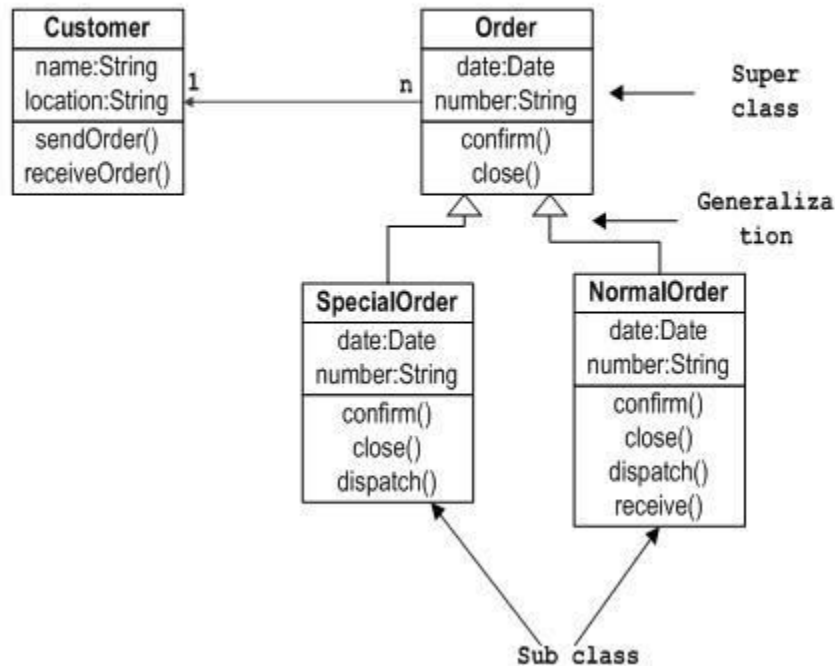 Customer
name:String
location:String
sendOrder()
receiveOrder()
1
n
Order
date:Date
number:String
confirm()
close()
Super
class
Generaliza
tion
SpecialOrder
date:Date
number:String
confirm()
close()
dispatch()
NormalOrder
date:Date
number:String
confirm()
close()
dispatch()
receive()
Sub class